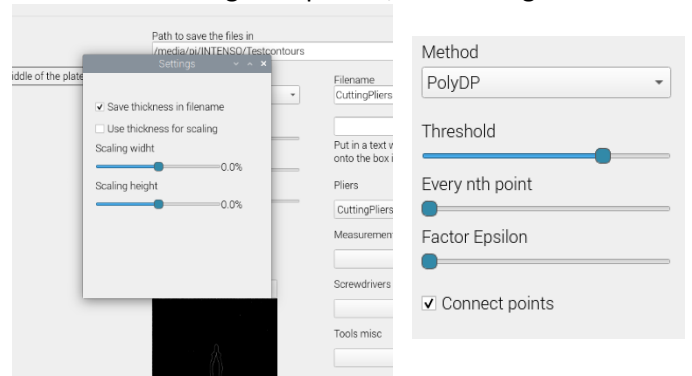 Path to save the files in
/media/pi/INTENSO/Testcontours
Settings
iddle of the plate
Save thickness in filename
Use thickness for scaling
Scaling widht
0.0%
Scaling height
0.0%
Filename
CuttingPliers
Put in a text
onto the box
Pliers
CuttingPliers
Measuremen
Screwdrivers
Tools misc
Method
PolyDP
Threshold
Every nth point
Factor Epsilon
Connect points